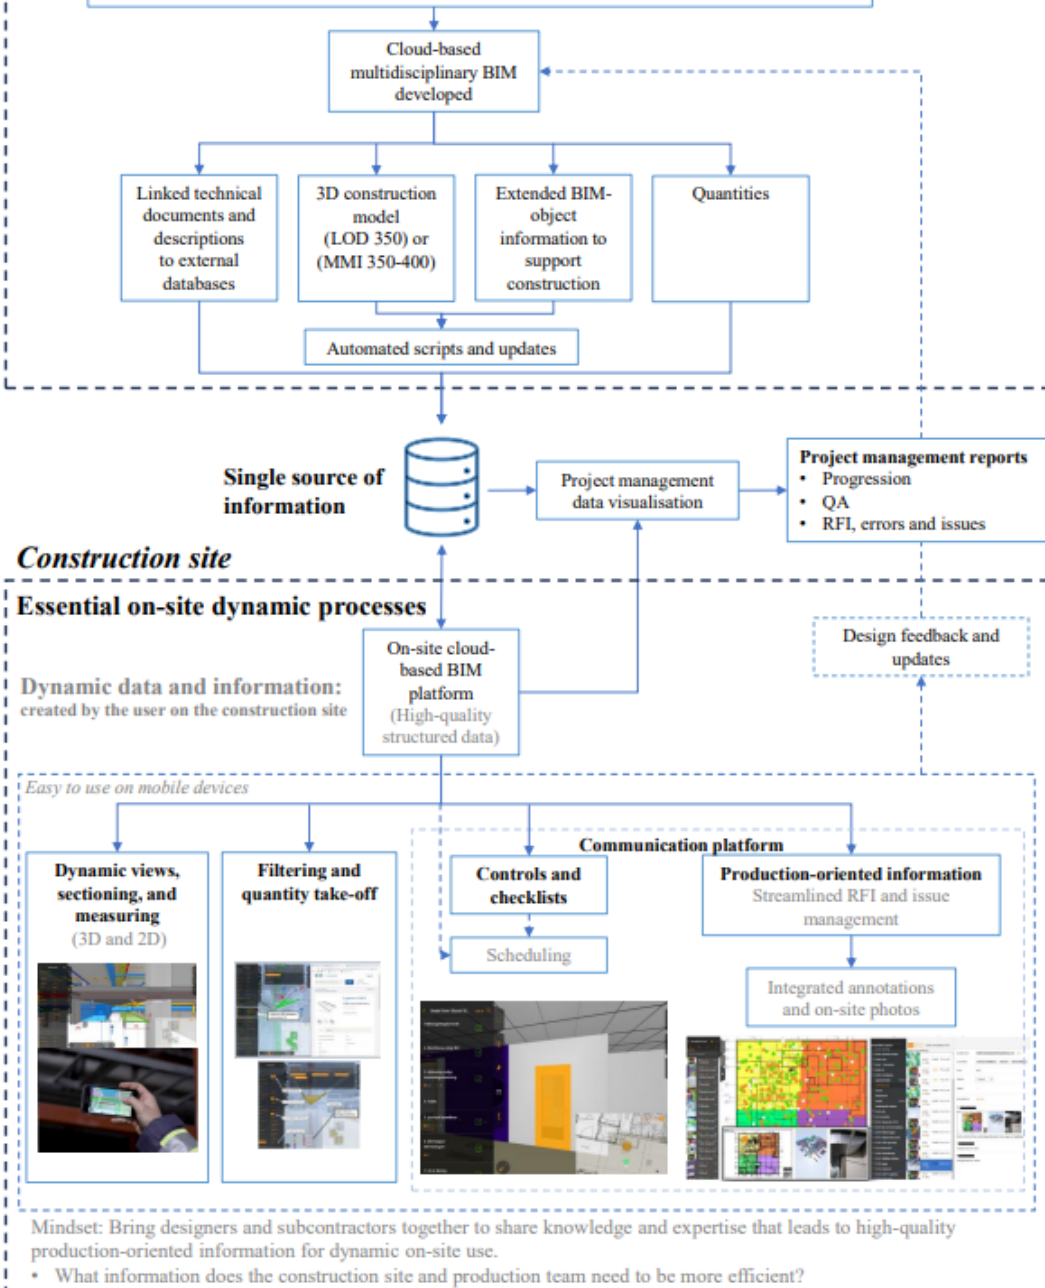 Cloud-based
multidisciplinary BIM
developed
Linked technical
documents and
descriptions
to external
databases
3D construction
model
(LOD 350) or
(MMI 350-400)
Extended BIM-
object
information to
support
construction
Quantities
Automated scripts and updates
Single source of
information
Project management
data visualisation
Project management reports
• Progression
• QA
• RFI, errors and issues
Construction site
Essential on-site dynamic processes
On-site cloud-
based BIM
platform
(High-quality
structured data)
Design feedback and
updates
Dynamic data and information:
created by the user on the construction site
Easy to use on mobile devices
Dynamic views,
sectioning, and
measuring
(3D and 2D)
Filtering and
quantity take-off
Communication platform
Controls and
checklists
Scheduling
Production-oriented information
Streamlined RFI and issue
management
Integrated annotations
and on-site photos
Mindset: Bring designers and subcontractors together to share knowledge and expertise that leads to high-quality
production-oriented information for dynamic on-site use.
• What information does the construction site and production team need to be more efficient?